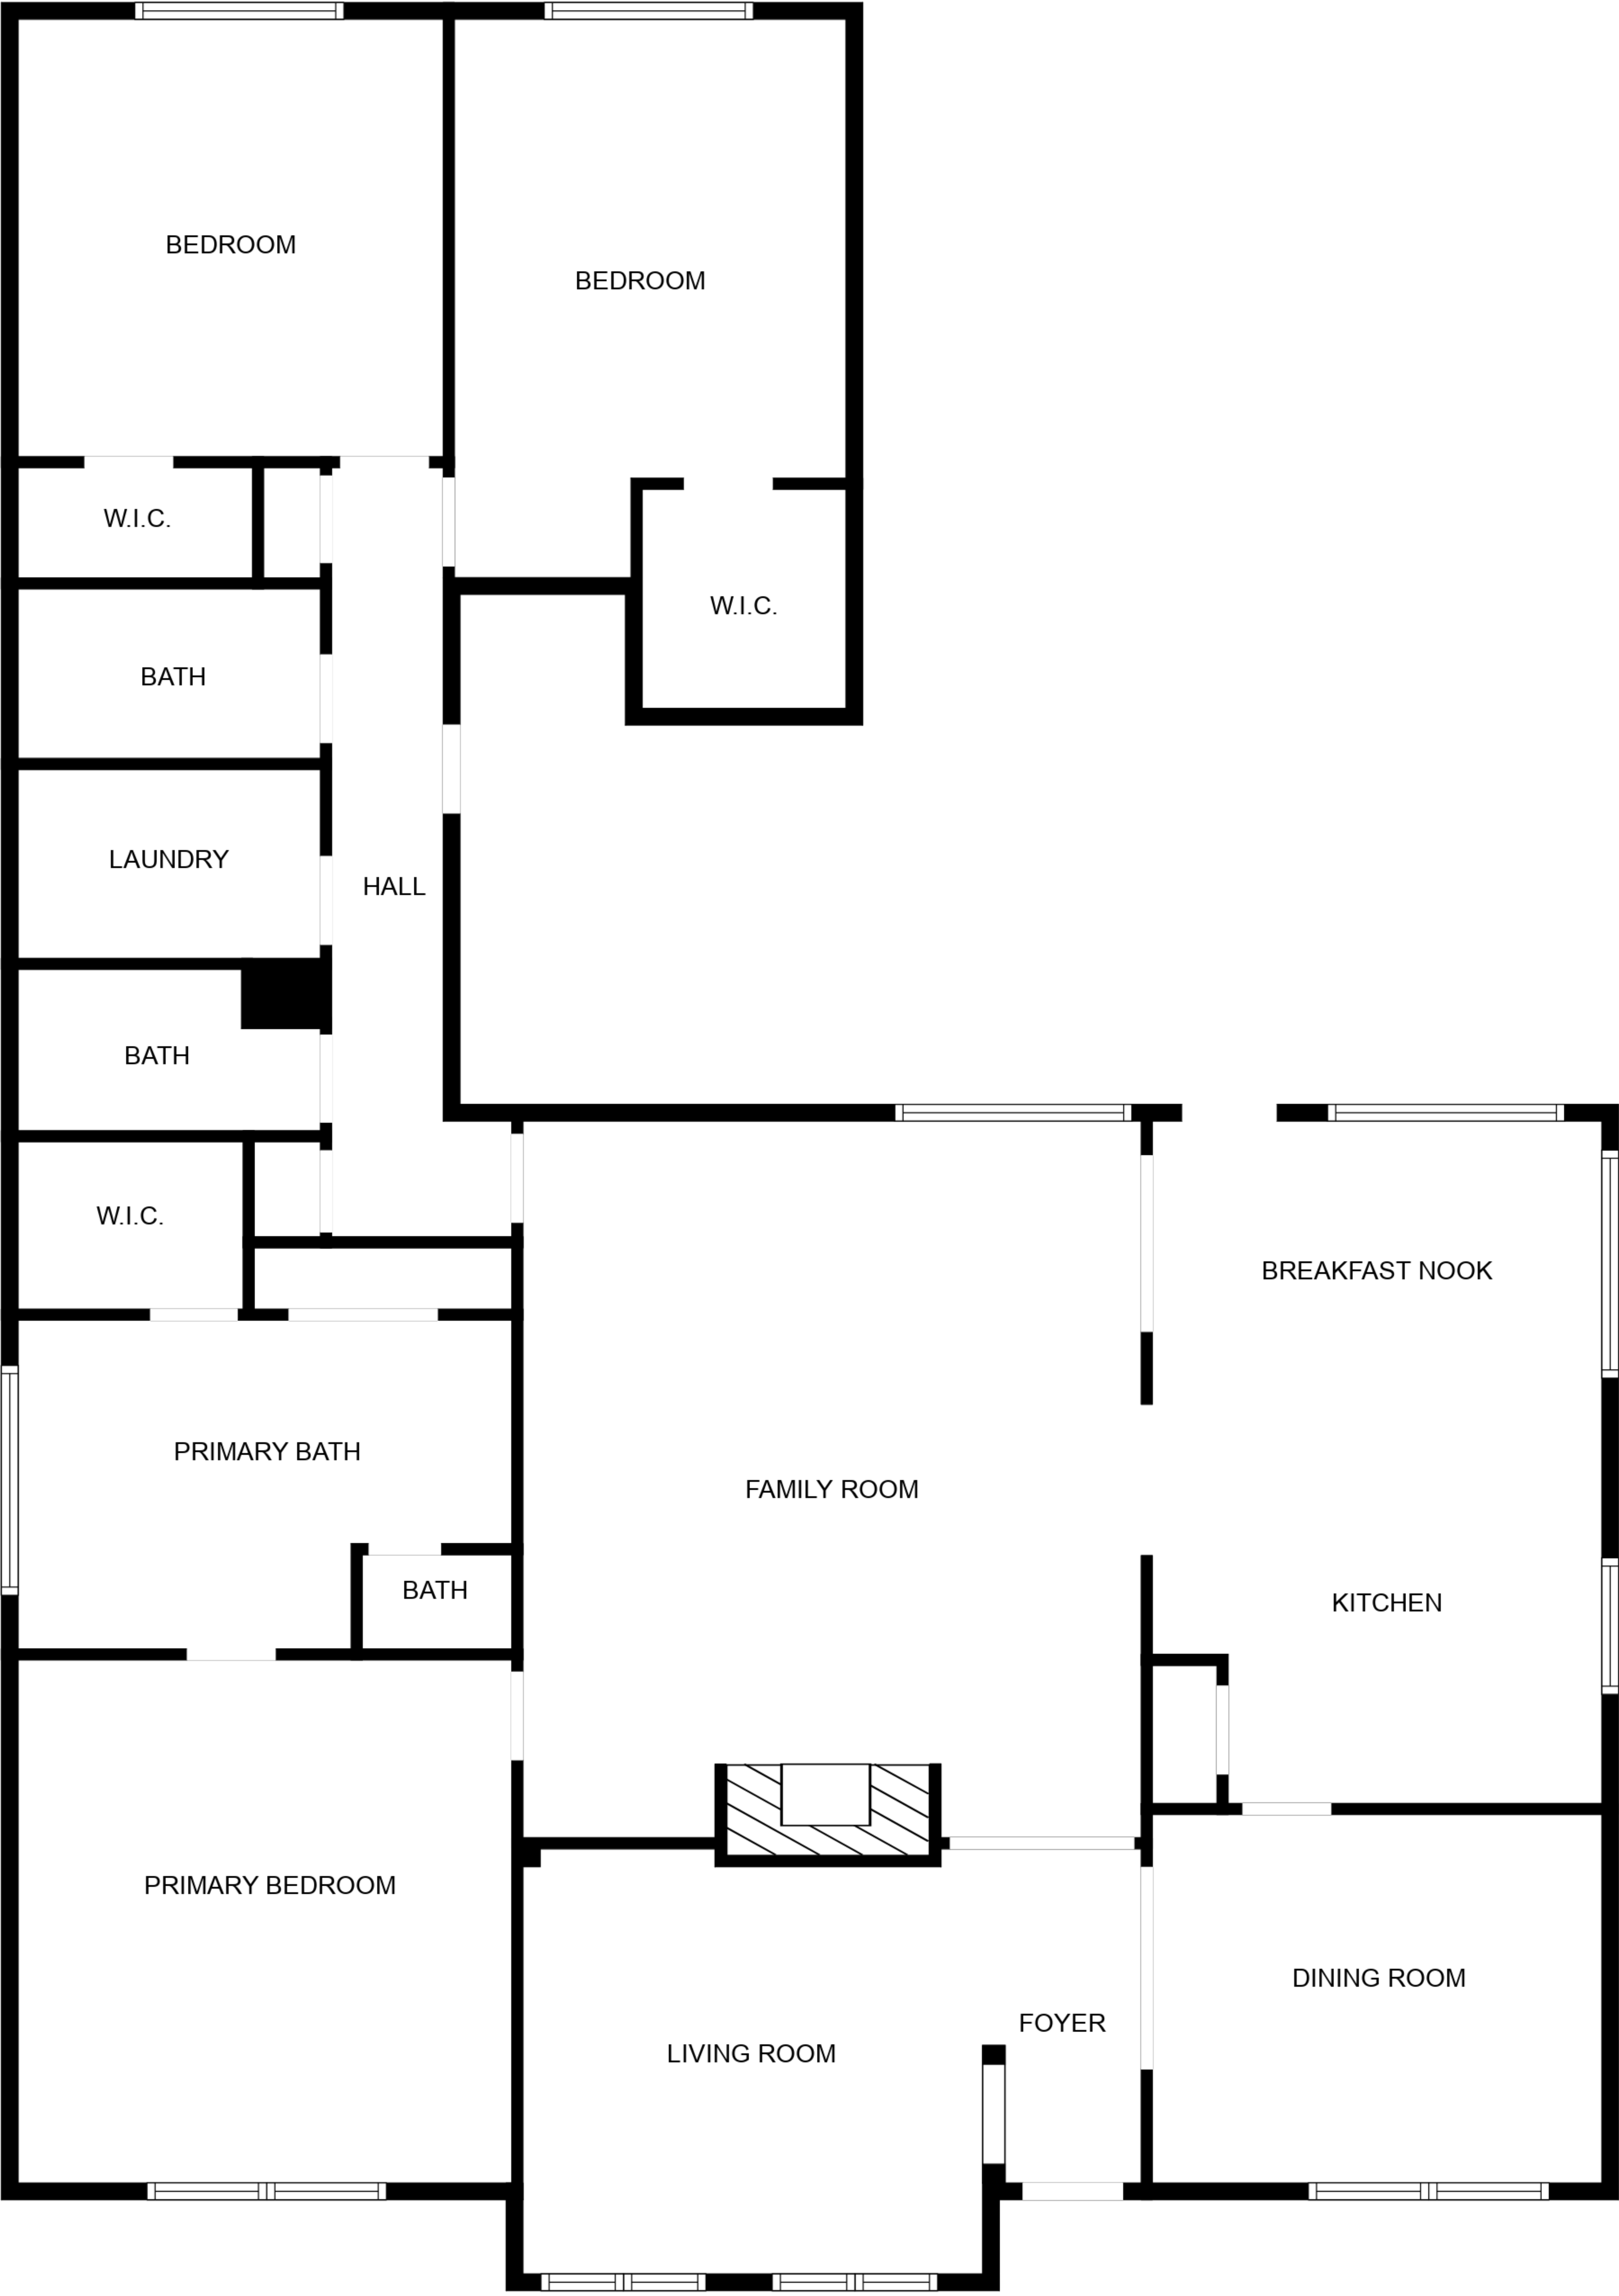 BEDROOM
BEDROOM
W.I.C.
W.I.C.
BATH
LAUNDRY
HALL
BATH
W.I.C.
BREAKFAST NOOK
PRIMARY BATH
FAMILY ROOM
BATH
KITCHEN
PRIMARY BEDROOM
DINING ROOM
FOYER
LIVING ROOM